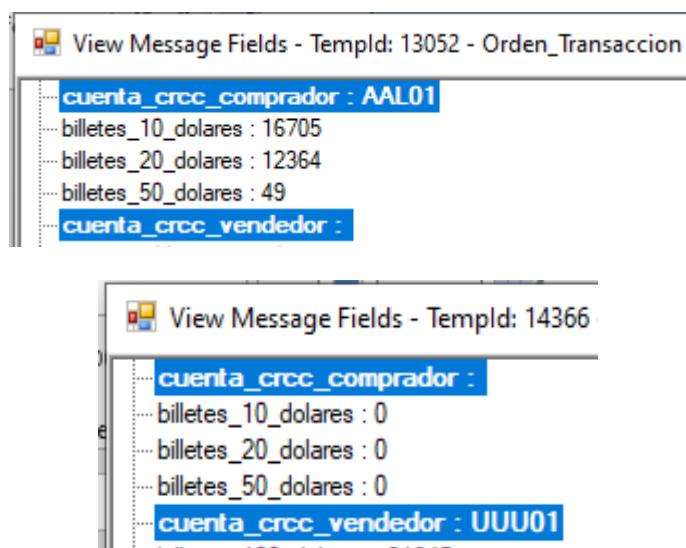 View Message Fields - TempId: 13052 - Orden_Transaccion
cuenta_crcc_comprador : AAL01
billetes_10_dolares : 16705
billetes_20_dolares : 12364
billetes_50_dolares : 49
cuenta_crcc_vendedor :
View Message Fields - TempId: 14366 -
cuenta_crcc_comprador :
billetes_10_dolares : 0
billetes_20_dolares : 0
billetes_50_dolares : 0
cuenta_crcc_vendedor : UUU01